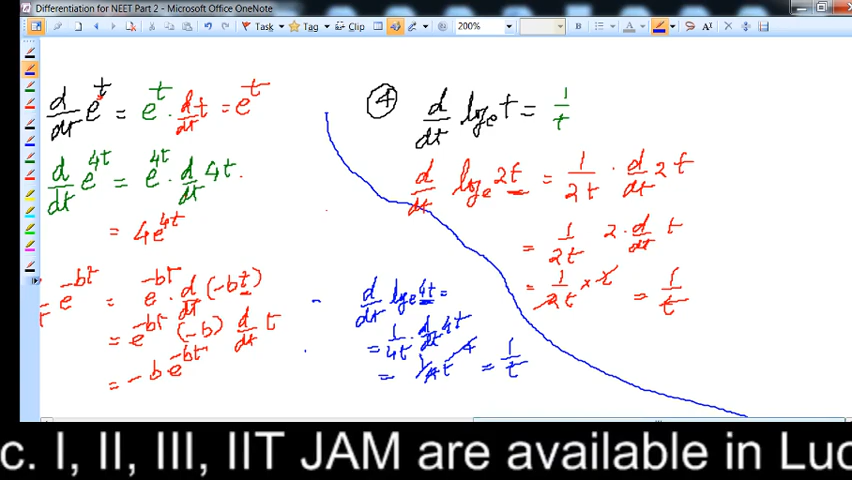 Differentiation for NEET Part 2 - Microsoft Office OneNote
Task Tag Clip 200%
d/dt e^t = e^t · d/dt t = e^t
d/dt e^4t = e^4t · d/dt 4t.
= 4e^4t
e^-bt = e^-bt · d/dt (-bt)
= e^-bt (-b) d/dt t
= -b e^-bt
④ d/dt log_e t = 1/t
d/dt log_e 2t = 1/2t · d/dt 2t
= 1/2t 2 · d/dt t
= 1/2t × 2 = 1/t
d/dt log_e 4t =
= 1/4t · d/dt 4t
= 1/4t 4 = 1/t
c. I, II, III, IIT JAM are available in Luc